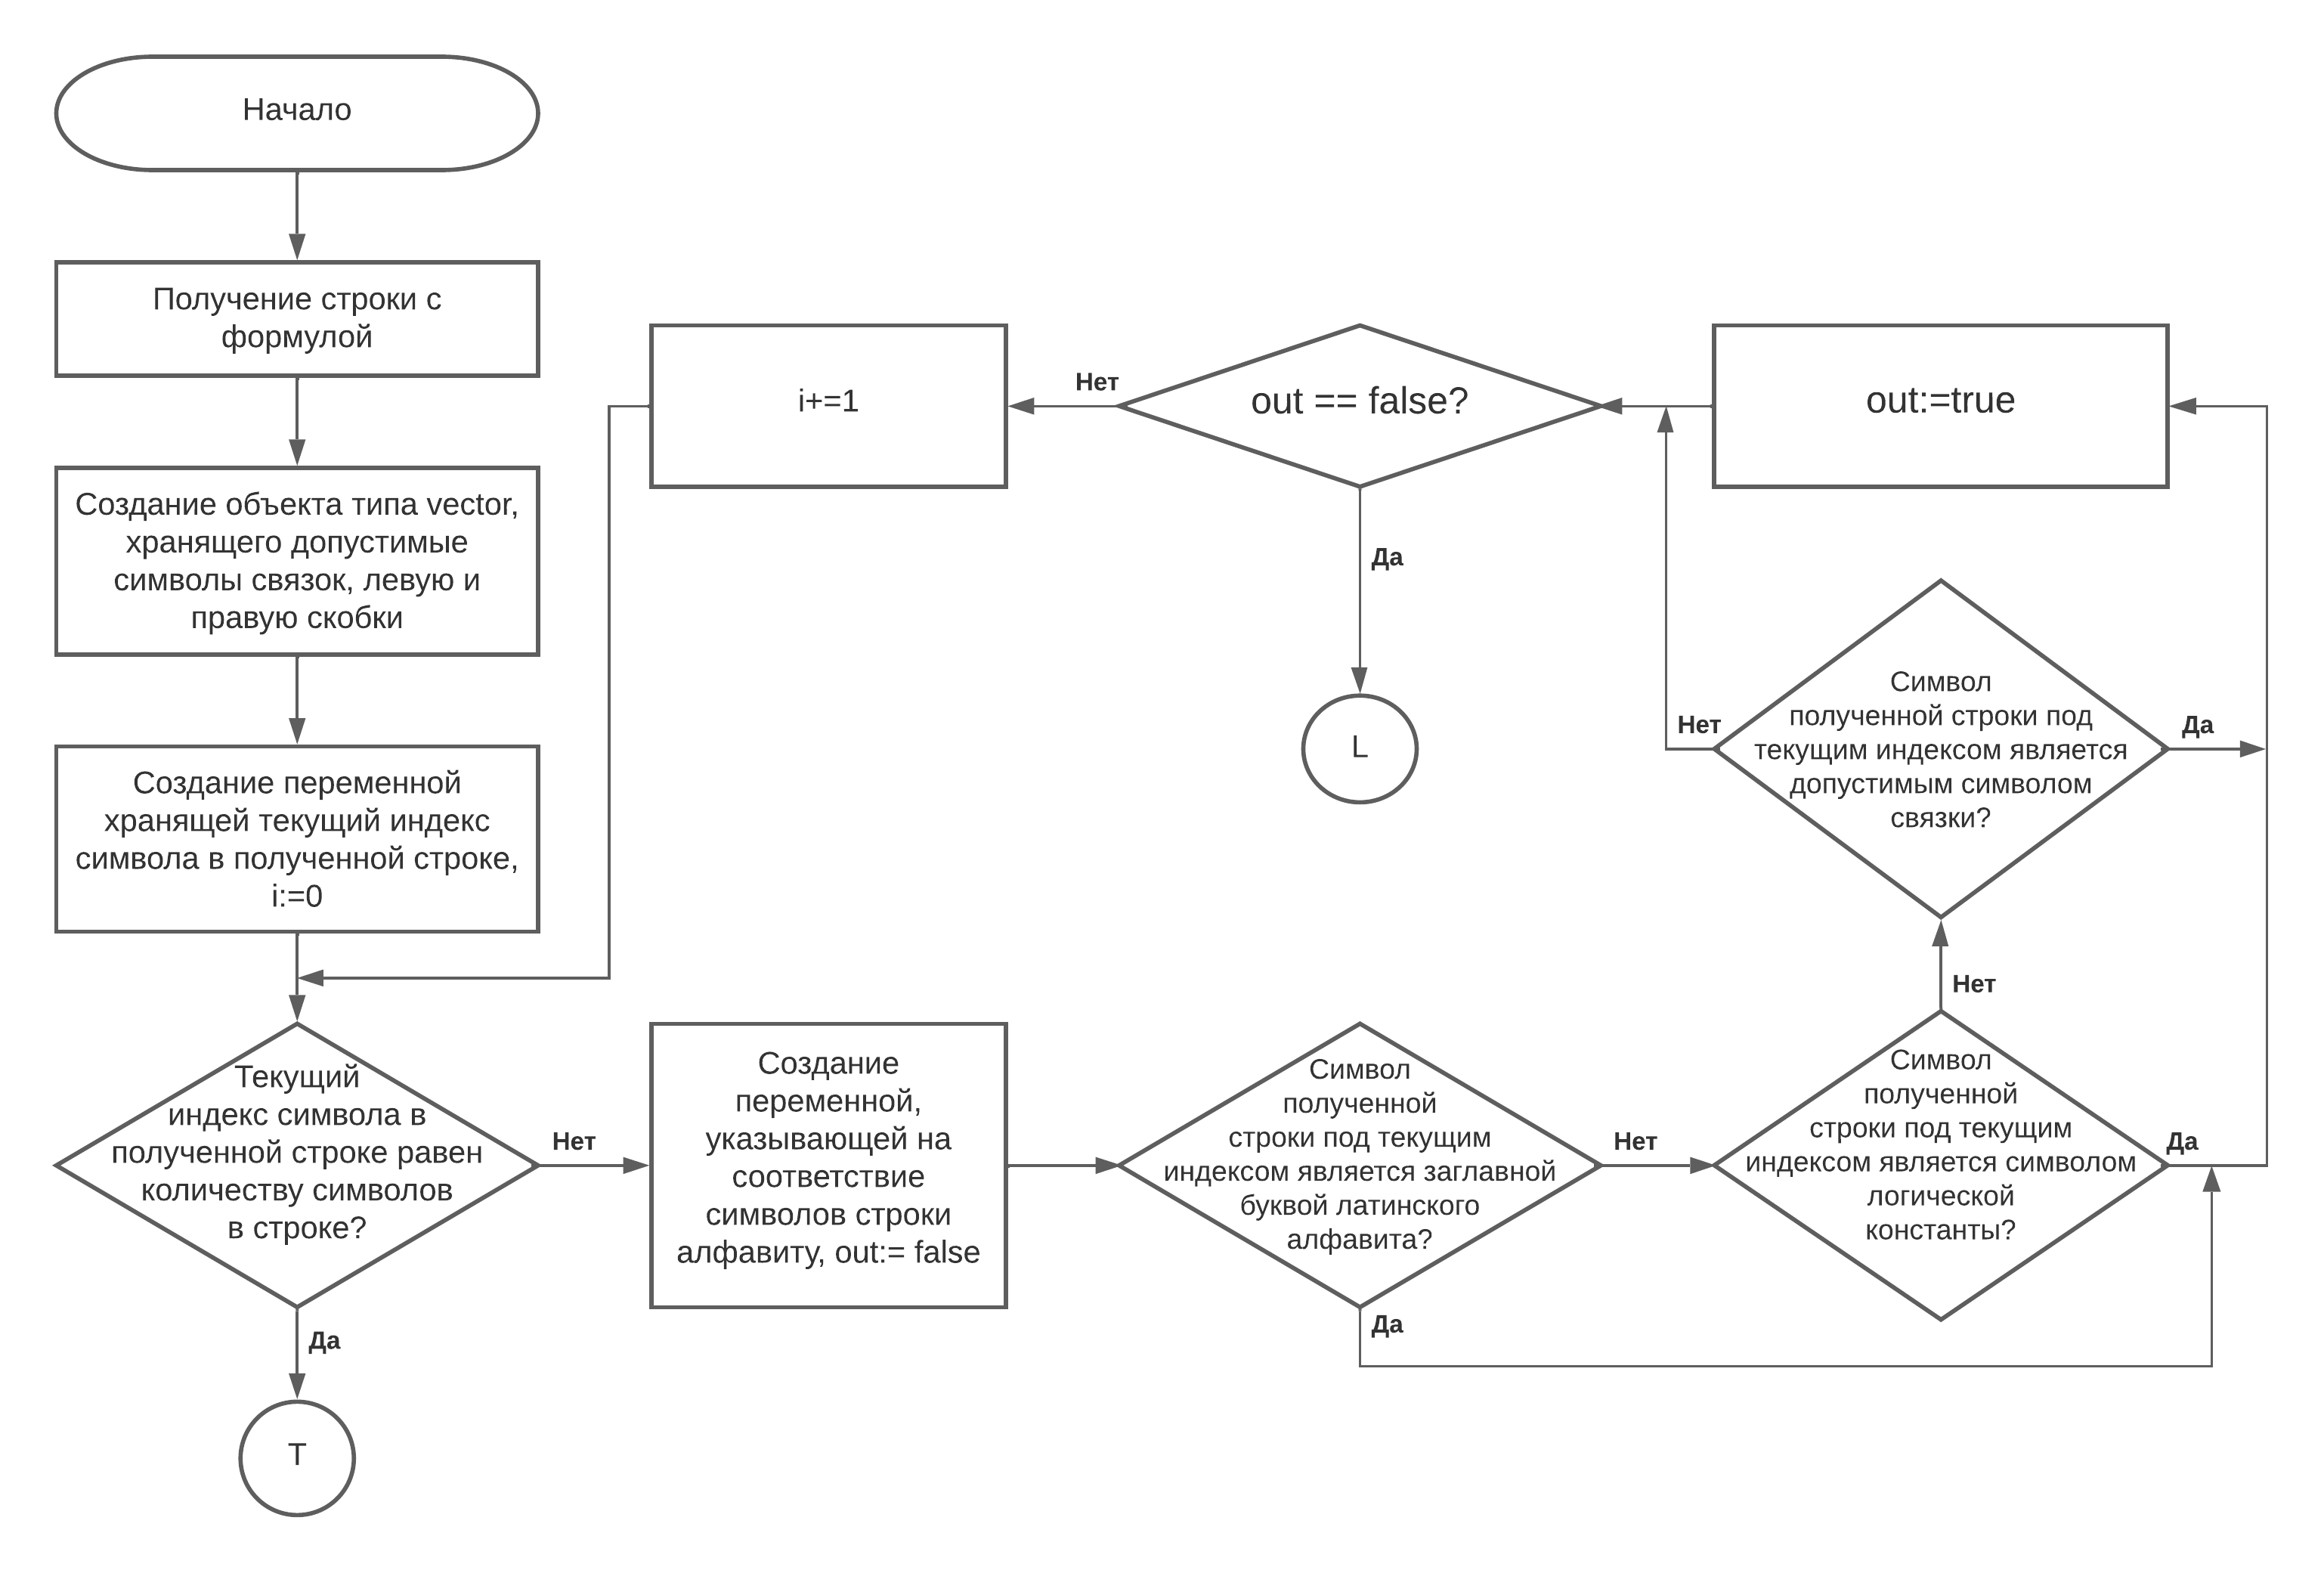 Начало
Получение строки с
формулой
Создание объекта типа vector,
хранящего допустимые
символы связок, левую и
правую скобки
Создание переменной
хранящей текущий индекс
символа в полученной строке,
i:=0
Текущий
индекс символа в
полученной строке равен
количеству символов
в строке?
Да
T
Нет
Создание
переменной,
указывающей на
соответствие
символов строки
алфавиту, out:= false
Символ
полученной
строки под текущим
индексом является заглавной
буквой латинского
алфавита?
Да
Нет
Символ
полученной
строки под текущим
индексом является символом
логической
константы?
Да
Нет
Символ
полученной строки под
текущим индексом является
допустимым символом
связки?
Да
Нет
out:=true
out == false?
Да
L
Нет
i+=1